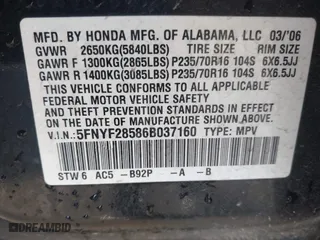 MFD. BY HONDA MFG. OF ALABAMA, LLC 03/'06
GVWR 2650KG(5840LBS) TIRE SIZE RIM SIZE
GAWR F 1300KG(2865LBS) P235/70R16 104S 6X6.5JJ
GAWR R 1400KG(3085LBS) P235/70R16 104S 6X6.5JJ
THIS VEHICLE CONFORMS TO ALL APPLICABLE
FEDERAL MOTOR VEHICLE SAFETY AND
THEFT PREVENTION STANDARDS IN EFFECT ON
THE DATE OF MANUFACTURE SHOWN ABOVE.
V.I.N: 5FNYF28586B037160 TYPE: MPV
STW 6 AC5 -B92P -A -B
DREAMBID